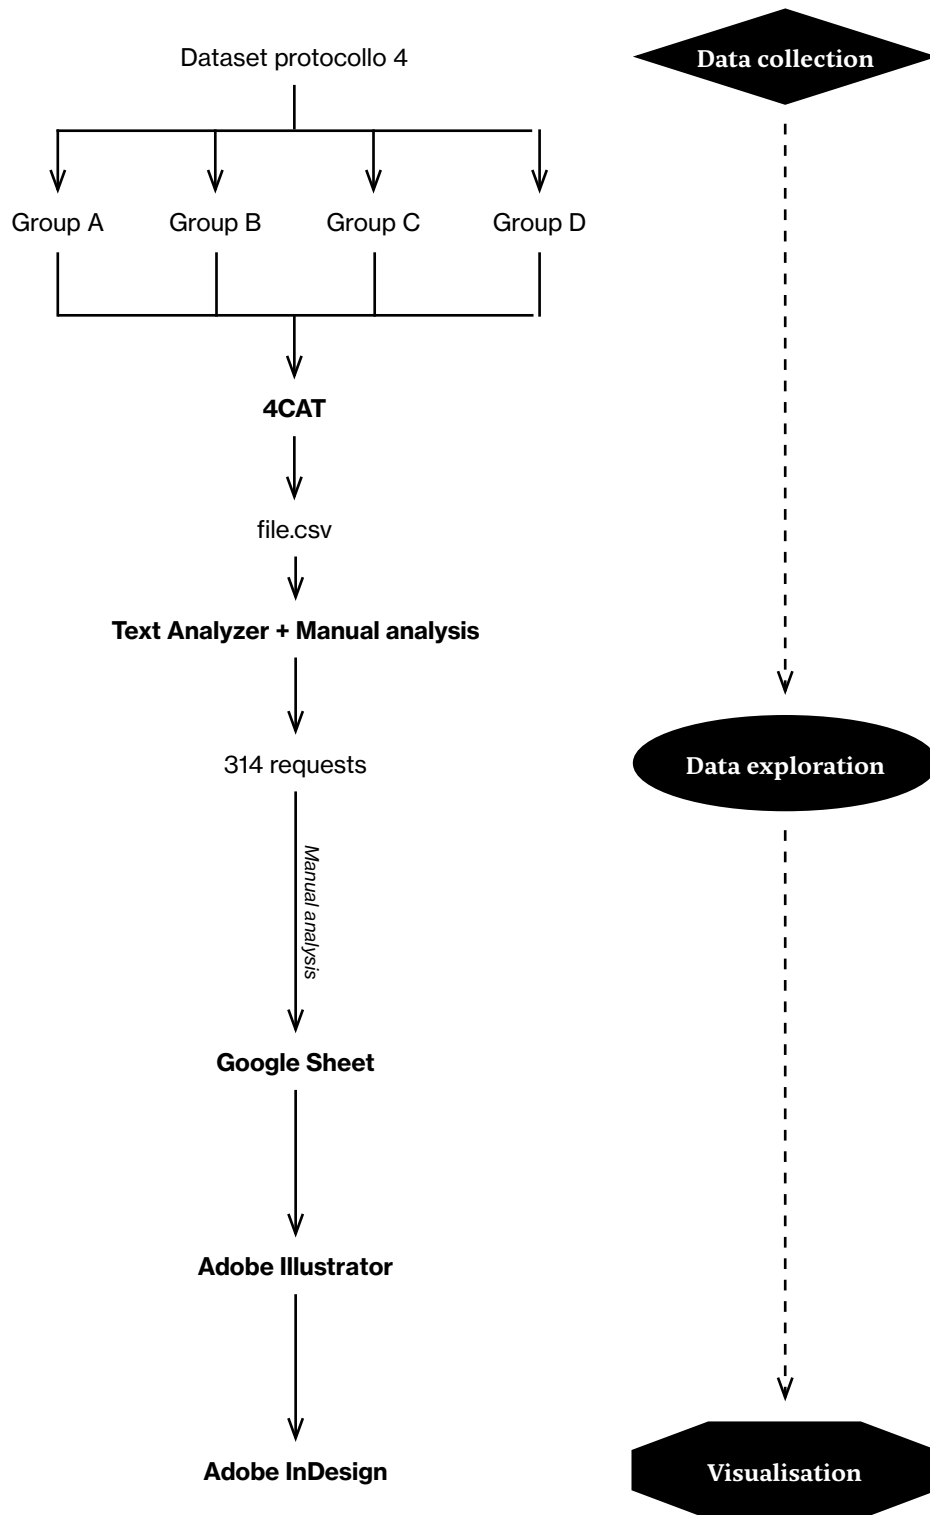 Dataset protocollo 4
Data collection
Group A
Group B
Group C
Group D
4CAT
file.csv
Text Analyzer + Manual analysis
314 requests
Data exploration
Manual analysis
Google Sheet
Adobe Illustrator
Adobe InDesign
Visualisation